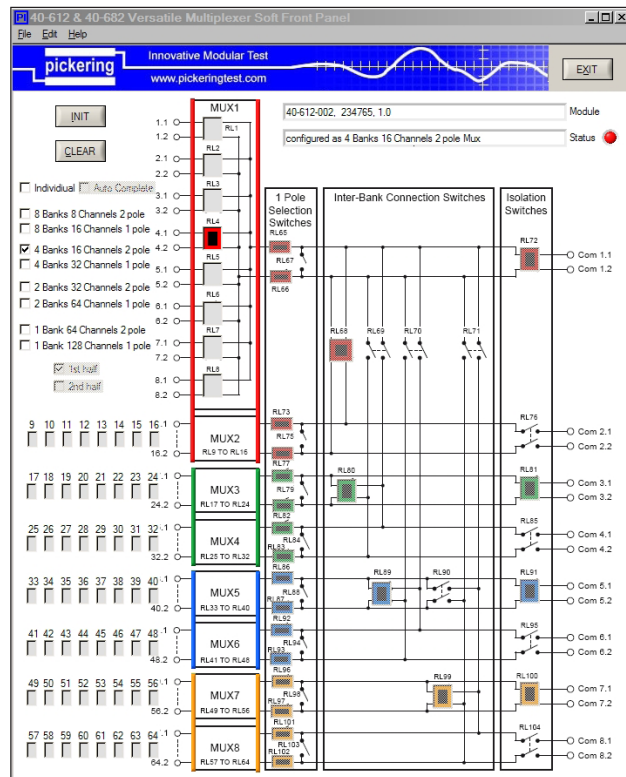 PI 40-612 & 40-682 Versatile Multiplexer Soft Front Panel
File Edit Help
pickering
Innovative Modular Test
www.pickeringtest.com
EXIT
INIT
CLEAR
40-612-002, 234765, 1.0
Module
configured as 4 Banks 16 Channels 2 pole Mux
Status
Individual
Auto Complete
8 Banks 8 Channels 2 pole
8 Banks 16 Channels 1 pole
4 Banks 16 Channels 2 pole
4 Banks 32 Channels 1 pole
2 Banks 32 Channels 2 pole
2 Banks 64 Channels 1 pole
1 Bank 64 Channels 2 pole
1 Bank 128 Channels 1 pole
1st half
2nd half
MUX1
1.1
RL1
1.2
RL2
2.1
2.2
RL3
3.1
3.2
RL4
4.1
4.2
RL5
5.1
5.2
RL6
6.1
6.2
RL7
7.1
7.2
RL8
8.1
8.2
1 Pole
Selection
Switches
Inter-Bank Connection Switches
Isolation
Switches
RL65
RL67
RL66
RL72
Com 1.1
Com 1.2
RL68 RL69 RL70 RL71
9 10 11 12 13 14 15 16.1
16.2
MUX2
RL9 TO RL16
RL73
RL75
RL76
Com 2.1
Com 2.2
17 18 19 20 21 22 23 24.1
24.2
MUX3
RL17 TO RL24
RL77
RL79
RL80
RL81
Com 3.1
Com 3.2
25 26 27 28 29 30 31 32.1
32.2
MUX4
RL25 TO RL32
RL82
RL84
RL83
RL85
Com 4.1
Com 4.2
33 34 35 36 37 38 39 40.1
40.2
MUX5
RL33 TO RL40
RL86
RL88
RL87
RL89
RL90
RL91
Com 5.1
Com 5.2
41 42 43 44 45 46 47 48.1
48.2
MUX6
RL41 TO RL48
RL92
RL94
RL93
RL95
Com 6.1
Com 6.2
49 50 51 52 53 54 55 56.1
56.2
MUX7
RL49 TO RL56
RL96
RL98
RL97
RL99
RL100
Com 7.1
Com 7.2
57 58 59 60 61 62 63 64.1
64.2
MUX8
RL57 TO RL64
RL101
RL103
RL102
RL104
Com 8.1
Com 8.2